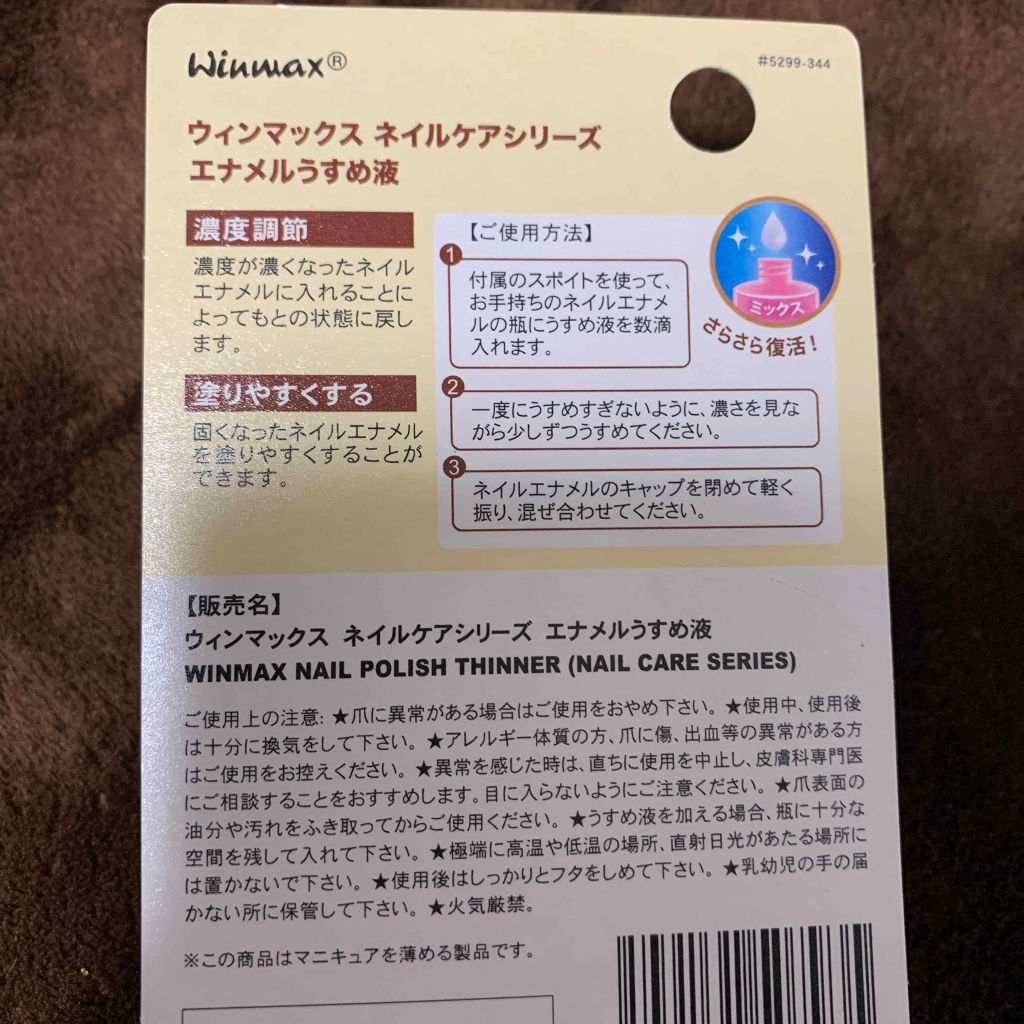 Winmax®
#5299-344
ウィンマックス ネイルケアシリーズ
エナメルうすめ液
濃度調節
濃度が濃くなったネイル
エナメルに入れることに
よってもとの状態に戻し
ます。
塗りやすくする
固くなったネイルエナメル
を塗りやすくすることが
できます。
【ご使用方法】
1
付属のスポイトを使って、
お手持ちのネイルエナメ
ルの瓶にうすめ液を数滴
入れます。
ミックス
さらさら復活!
2
一度にうすめすぎないように、濃さを見な
がら少しずつうすめてください。
3
ネイルエナメルのキャップを閉めて軽く
振り、混ぜ合わせてください。
【販売名】
ウィンマックス ネイルケアシリーズ エナメルうすめ液
WINMAX NAIL POLISH THINNER (NAIL CARE SERIES)
ご使用上の注意: ★爪に異常がある場合はご使用をおやめ下さい。★使用中、使用後
は十分に換気をして下さい。★アレルギー体質の方、爪に傷、出血等の異常がある方
はご使用をお控えください。★異常を感じた時は、直ちに使用を中止し、皮膚科専門医
にご相談することをおすすめします。目に入らないようにご注意ください。★爪表面の
油分や汚れをふき取ってからご使用ください。★うすめ液を加える場合、瓶に十分な
空間を残して入れて下さい。★極端に高温や低温の場所、直射日光があたる場所に
は置かないで下さい。★使用後はしっかりとフタをしめて下さい。★乳幼児の手の届
かない所に保管して下さい。★火気厳禁。
※この商品はマニキュアを薄める製品です。